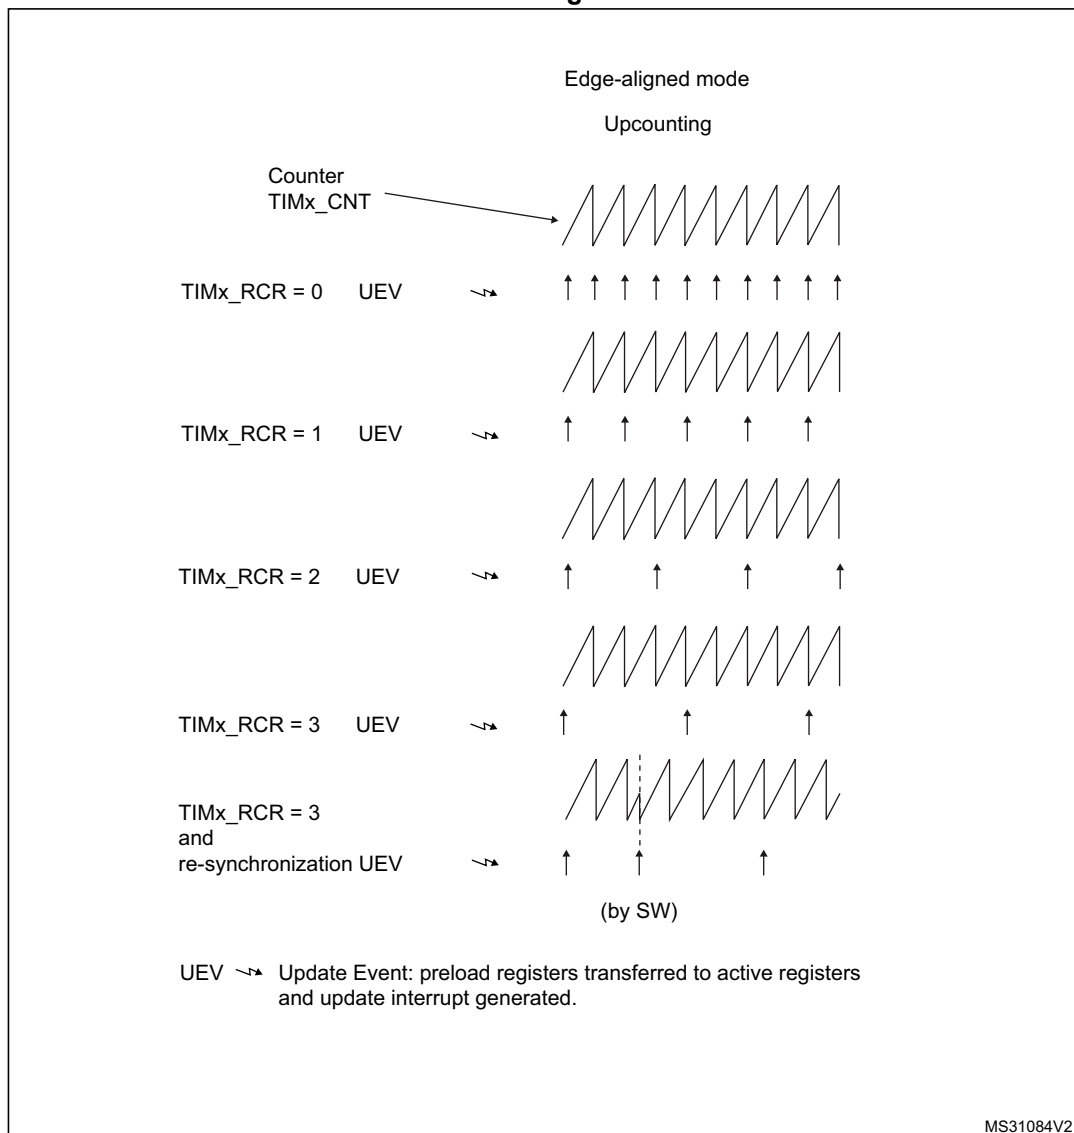 Edge-aligned mode
Upcounting
Counter
TIMx_CNT
TIMx_RCR = 0 UEV
TIMx_RCR = 1 UEV
TIMx_RCR = 2 UEV
TIMx_RCR = 3 UEV
TIMx_RCR = 3
and
re-synchronization UEV
(by SW)
UEV Update Event: preload registers transferred to active registers
and update interrupt generated.
MS31084V2